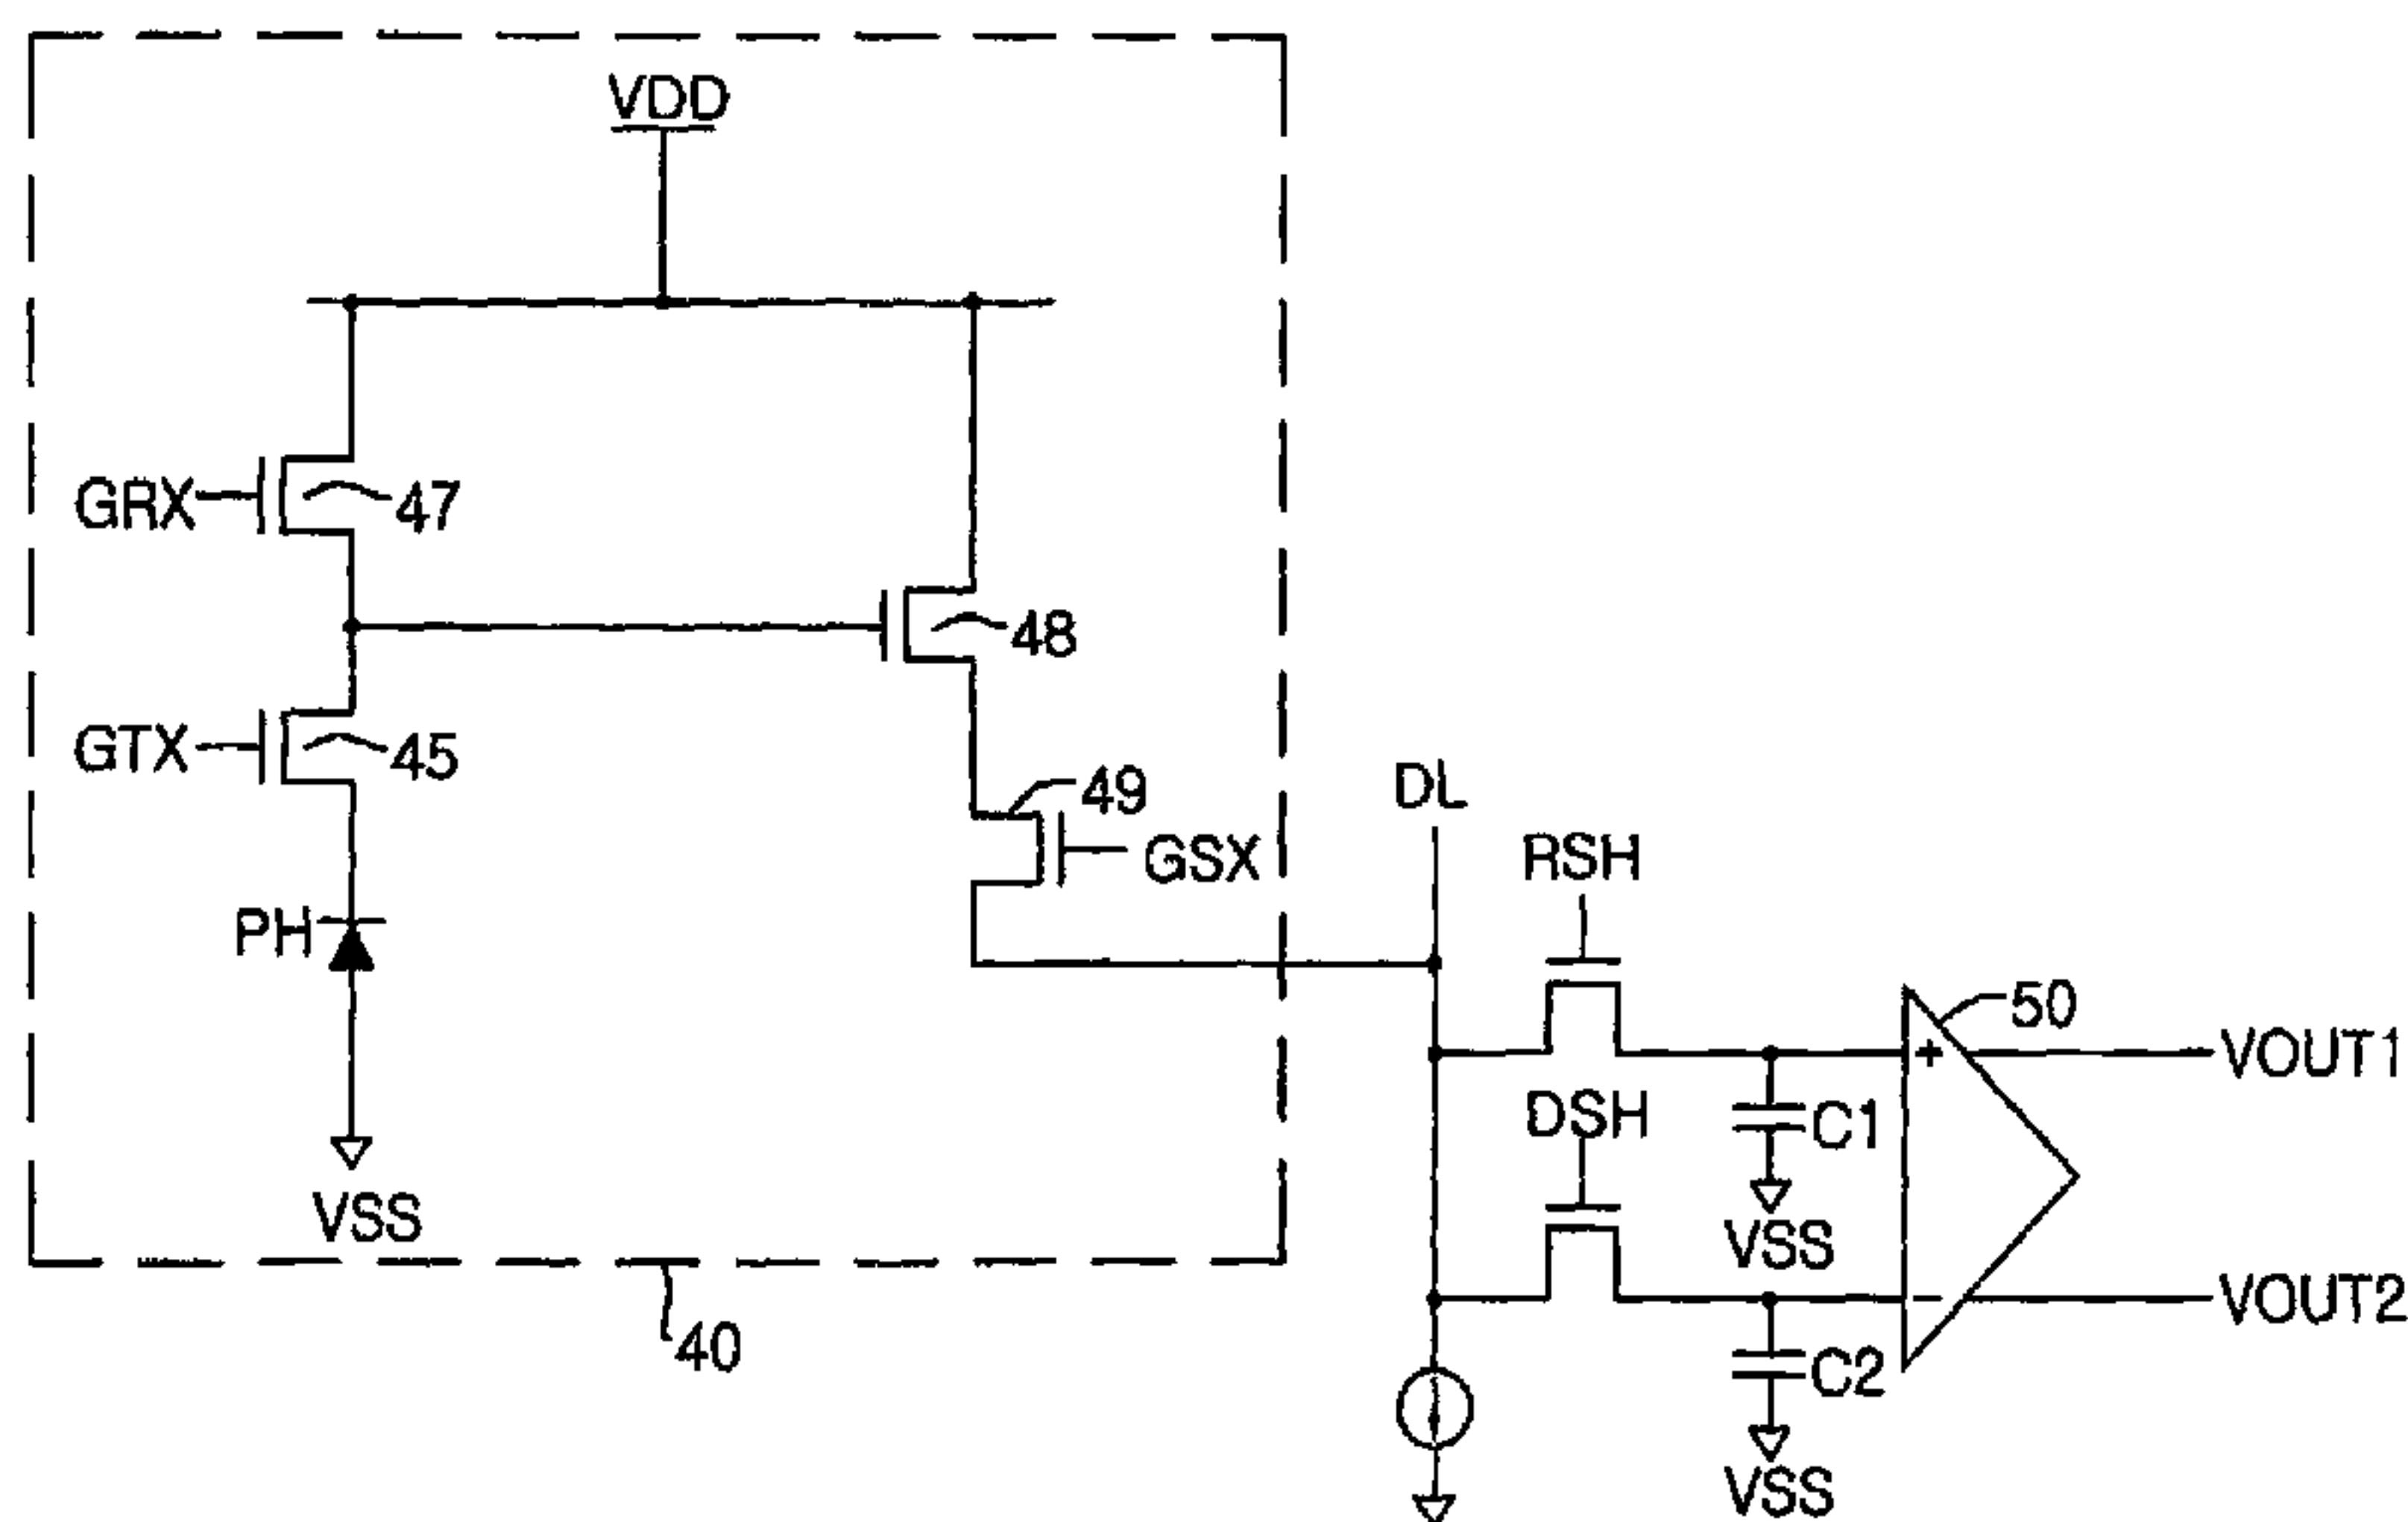 VDD
GRX
47
48
GTX
45
49
GSX
DL
RSH
PH
50
VOUT1
+
DSH
C1
VSS
VSS
VOUT2
−
40
C2
VSS